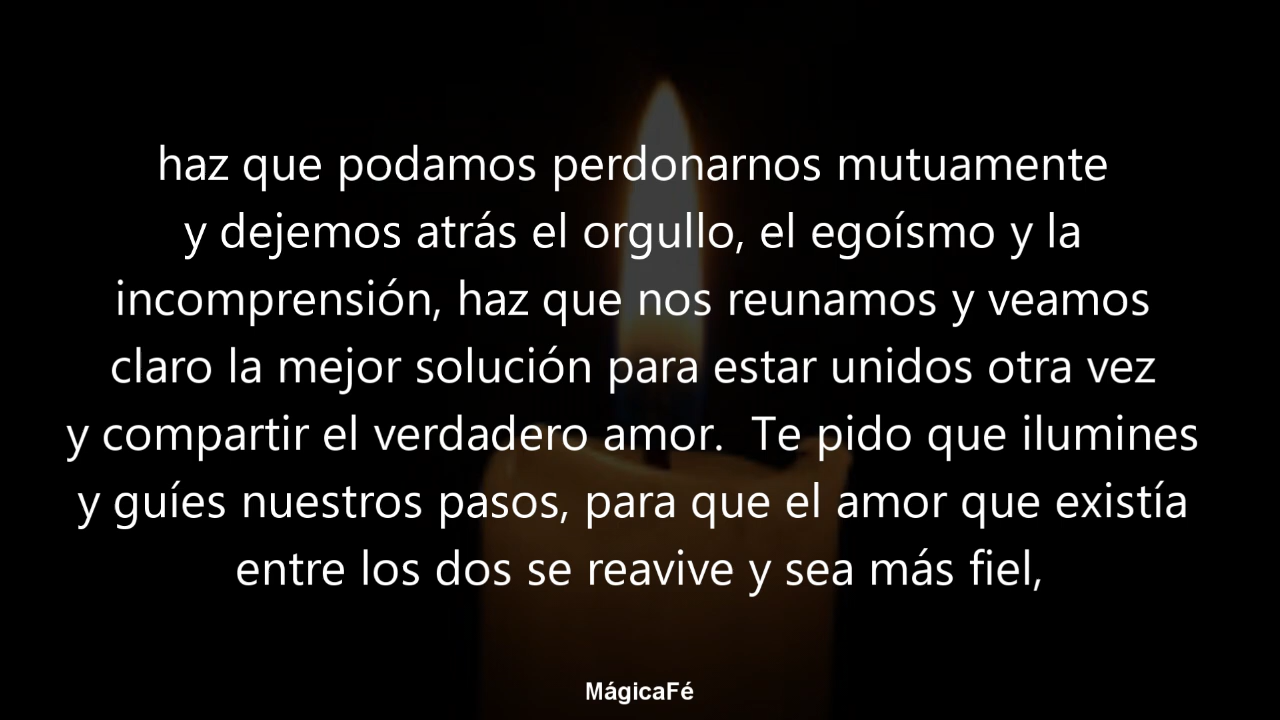 haz que podamos perdonarnos mutuamente
y dejemos atrás el orgullo, el egoísmo y la
incomprensión, haz que nos reunamos y veamos
claro la mejor solución para estar unidos otra vez
y compartir el verdadero amor.  Te pido que ilumines
y guíes nuestros pasos, para que el amor que existía
entre los dos se reavive y sea más fiel,
MágicaFé